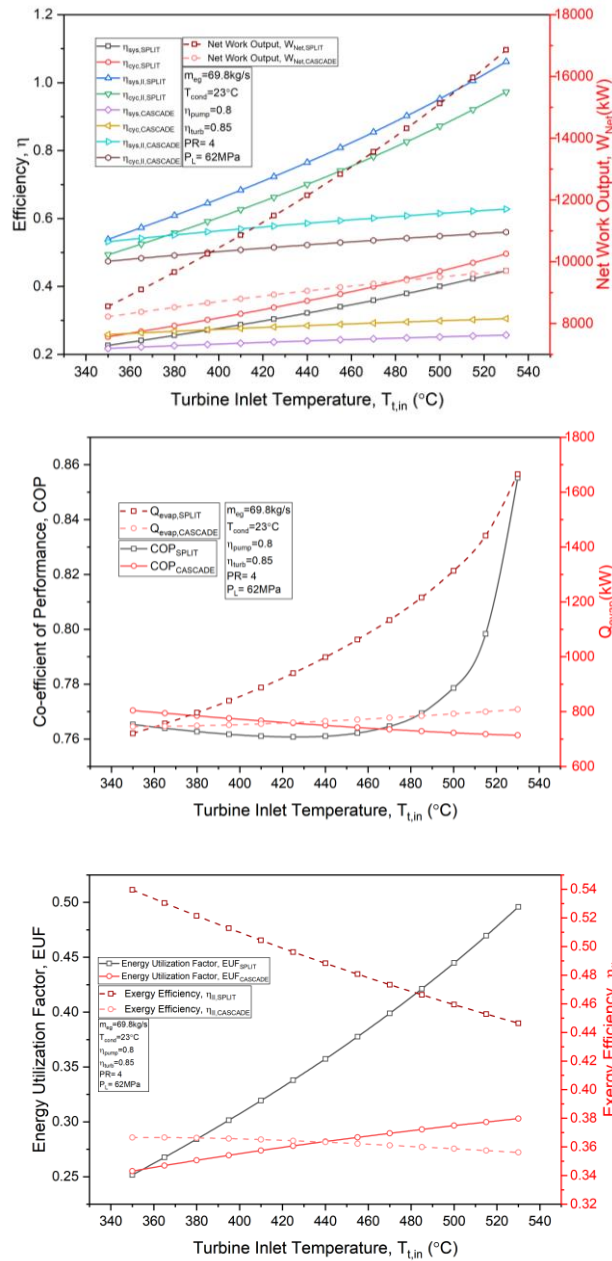 1.2
1.0
0.8
0.6
0.4
0.2
Efficiency, η
η_sys,SPLIT
η_cyc,SPLIT
η_sys,II,SPLIT
η_cyc,II,SPLIT
η_sys,CASCADE
η_cyc,CASCADE
η_sys,II,CASCADE
η_cyc,II,CASCADE
Net Work Output, W_Net,SPLIT
Net Work Output, W_Net,CASCADE
m_eg=69.8kg/s
T_cond=23°C
η_pump=0.8
η_turb=0.85
PR= 4
P_L= 62MPa
18000
16000
14000
12000
10000
8000
Net Work Output, W_Net(kW)
340 360 380 400 420 440 460 480 500 520 540
Turbine Inlet Temperature, T_t,in (°C)
0.86
0.84
0.82
0.80
0.78
0.76
Co-efficient of Performance, COP
Q_evap,SPLIT
Q_evap,CASCADE
COP_SPLIT
COP_CASCADE
m_eg=69.8kg/s
T_cond=23°C
η_pump=0.8
η_turb=0.85
PR= 4
P_L= 62MPa
1800
1600
1400
1200
1000
800
600
(kW)
340 360 380 400 420 440 460 480 500 520 540
Turbine Inlet Temperature, T_t,in (°C)
0.50
0.45
0.40
0.35
0.30
0.25
Energy Utilization Factor, EUF
Energy Utilization Factor, EUF_SPLIT
Energy Utilization Factor, EUF_CASCADE
Exergy Efficiency, η_II,SPLIT
Exergy Efficiency, η_II,CASCADE
m_eg=69.8kg/s
T_cond=23°C
η_pump=0.8
η_turb=0.85
PR= 4
P_L= 62MPa
0.54
0.52
0.50
0.48
0.46
0.44
0.42
0.40
0.38
0.36
0.34
0.32
Exergy Efficiency,
340 360 380 400 420 440 460 480 500 520 540
Turbine Inlet Temperature, T_t,in (°C)